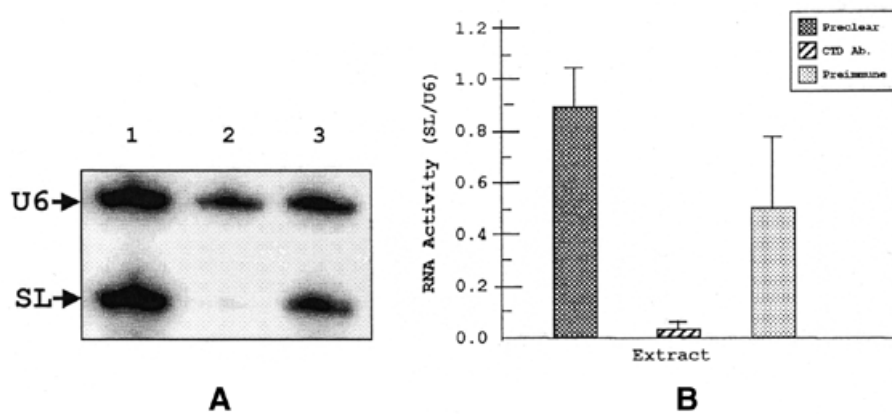 1 2 3
U6
SL
A
RNA Activity (SL/U6)
1.2
1.0
0.8
0.6
0.4
0.2
0.0
Extract
Preclear
CTD Ab.
Preimmune
B